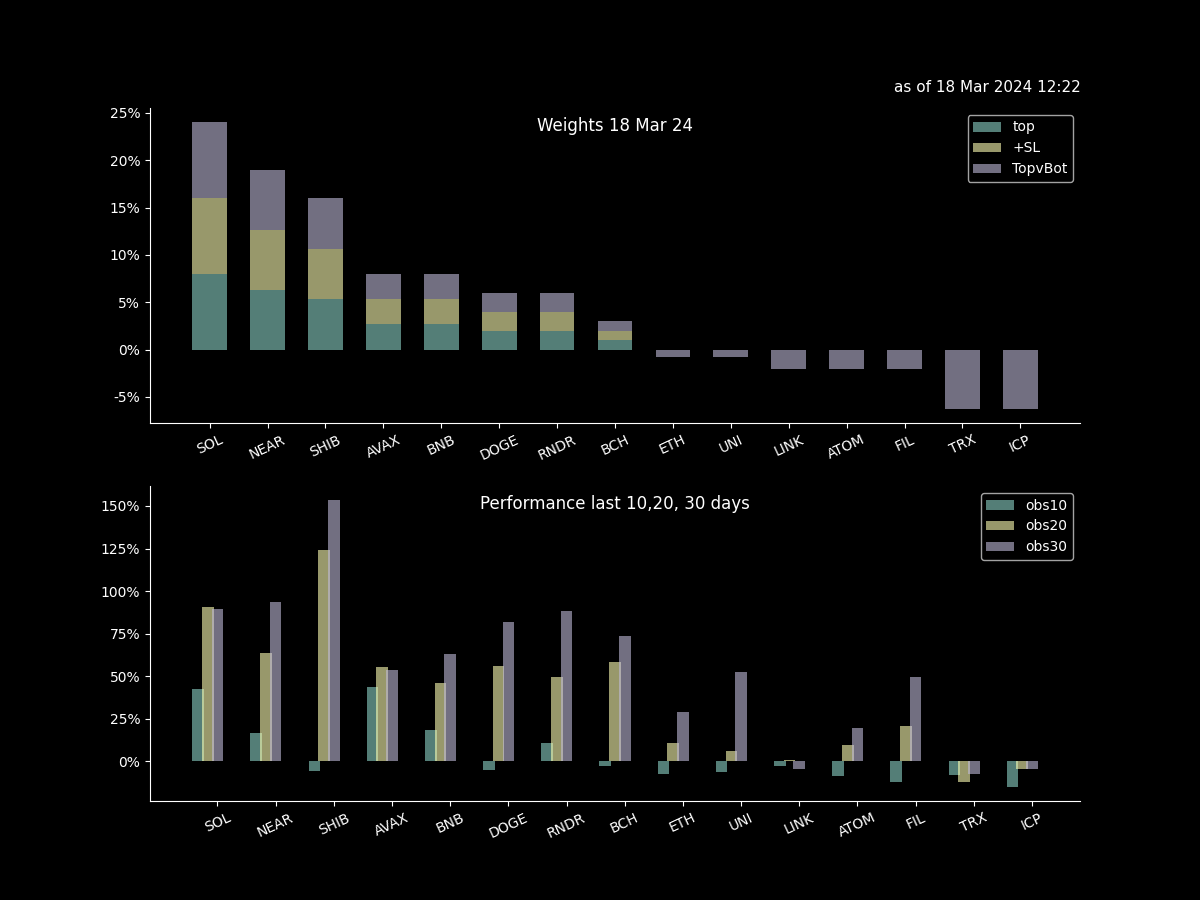 as of 18 Mar 2024 12:22
Weights 18 Mar 24
top
+SL
TopvBot
25%
20%
15%
10%
5%
0%
-5%
SOL NEAR SHIB AVAX BNB DOGE RNDR BCH ETH UNI LINK ATOM FIL TRX ICP
Performance last 10,20, 30 days
obs10
obs20
obs30
150%
125%
100%
75%
50%
25%
0%
SOL NEAR SHIB AVAX BNB DOGE RNDR BCH ETH UNI LINK ATOM FIL TRX ICP